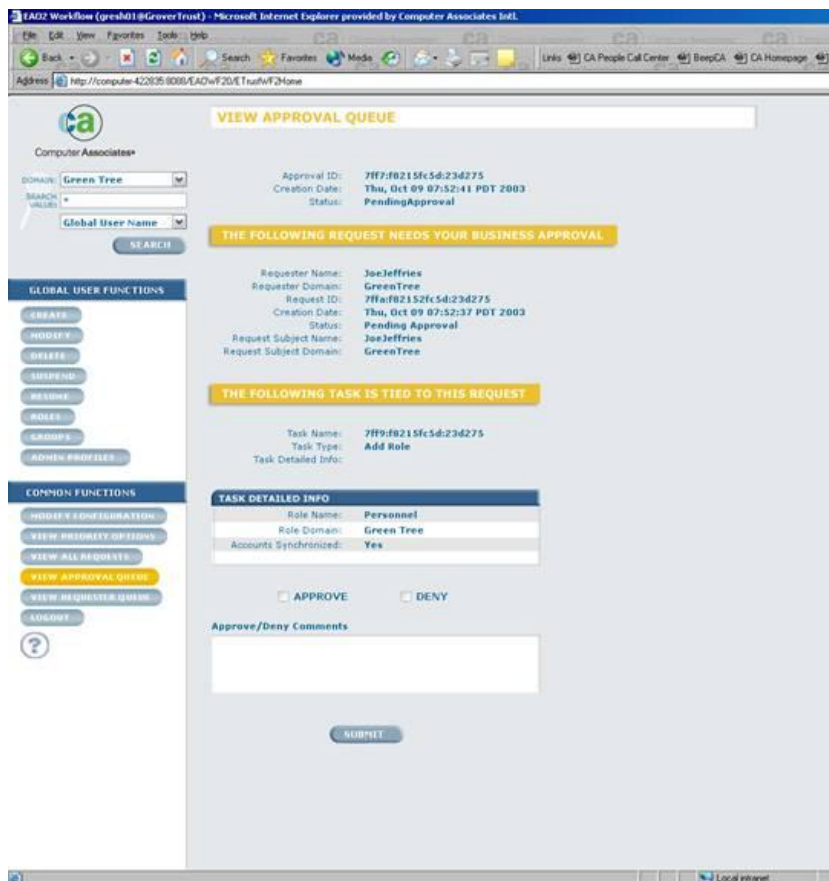 EAO2 Workflow (gresh01@GroverTrust) - Microsoft Internet Explorer provided by Computer Associates Intl.
File Edit View Favorites Tools Help
Back Search Favorites Media Links CA People Call Center BeepCA CA Homepage
Address http://computer-422835:8080/EAOWF20/ETrustWF2Home
ca
Computer Associates
VIEW APPROVAL QUEUE
DOMAIN: Green Tree
SEARCH VALUE: *
Global User Name
SEARCH
Approval ID: 7ff7:f8215fc5d:23d275
Creation Date: Thu, Oct 09 07:52:41 PDT 2003
Status: PendingApproval
THE FOLLOWING REQUEST NEEDS YOUR BUSINESS APPROVAL
GLOBAL USER FUNCTIONS
CREATE
MODIFY
DELETE
SUSPEND
RESUME
ROLES
GROUPS
ADMIN PROFILES
Requester Name: JoeJeffries
Requester Domain: GreenTree
Request ID: 7ffa:f82152fc5d:23d275
Creation Date: Thu, Oct 09 07:52:37 PDT 2003
Status: Pending Approval
Request Subject Name: JoeJeffries
Request Subject Domain: GreenTree
THE FOLLOWING TASK IS TIED TO THIS REQUEST
Task Name: 7ff9:f8215fc5d:23d275
Task Type: Add Role
Task Detailed Info:
COMMON FUNCTIONS
MODIFY CONFIGURATION
VIEW PRIORITY OPTIONS
VIEW ALL REQUESTS
VIEW APPROVAL QUEUE
VIEW REQUESTER QUEUE
LOGOUT
?
TASK DETAILED INFO
Role Name: Personnel
Role Domain: Green Tree
Accounts Synchronized: Yes
APPROVE DENY
Approve/Deny Comments
SUBMIT
Local intranet